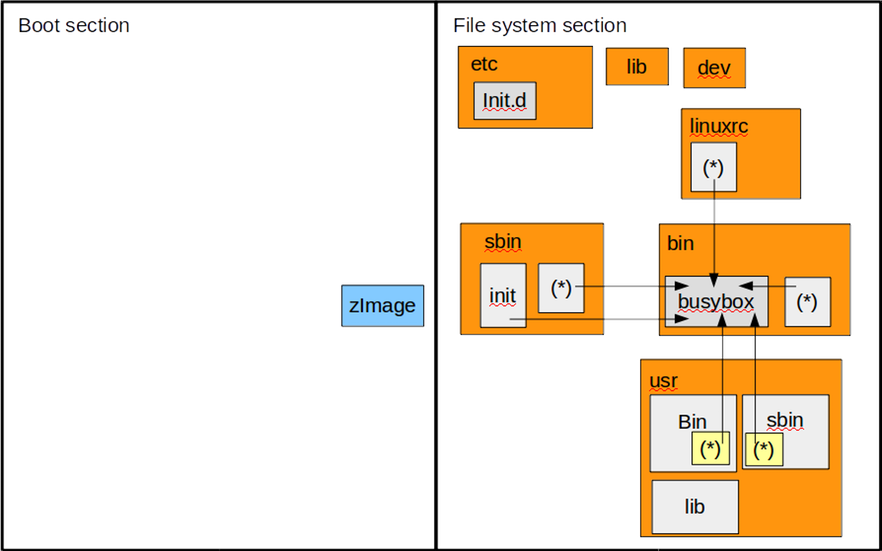 Boot section
File system section
etc
lib
dev
Init.d
linuxrc
(*)
sbin
bin
init
(*)
busybox
(*)
zImage
usr
Bin
sbin
(*)
(*)
lib